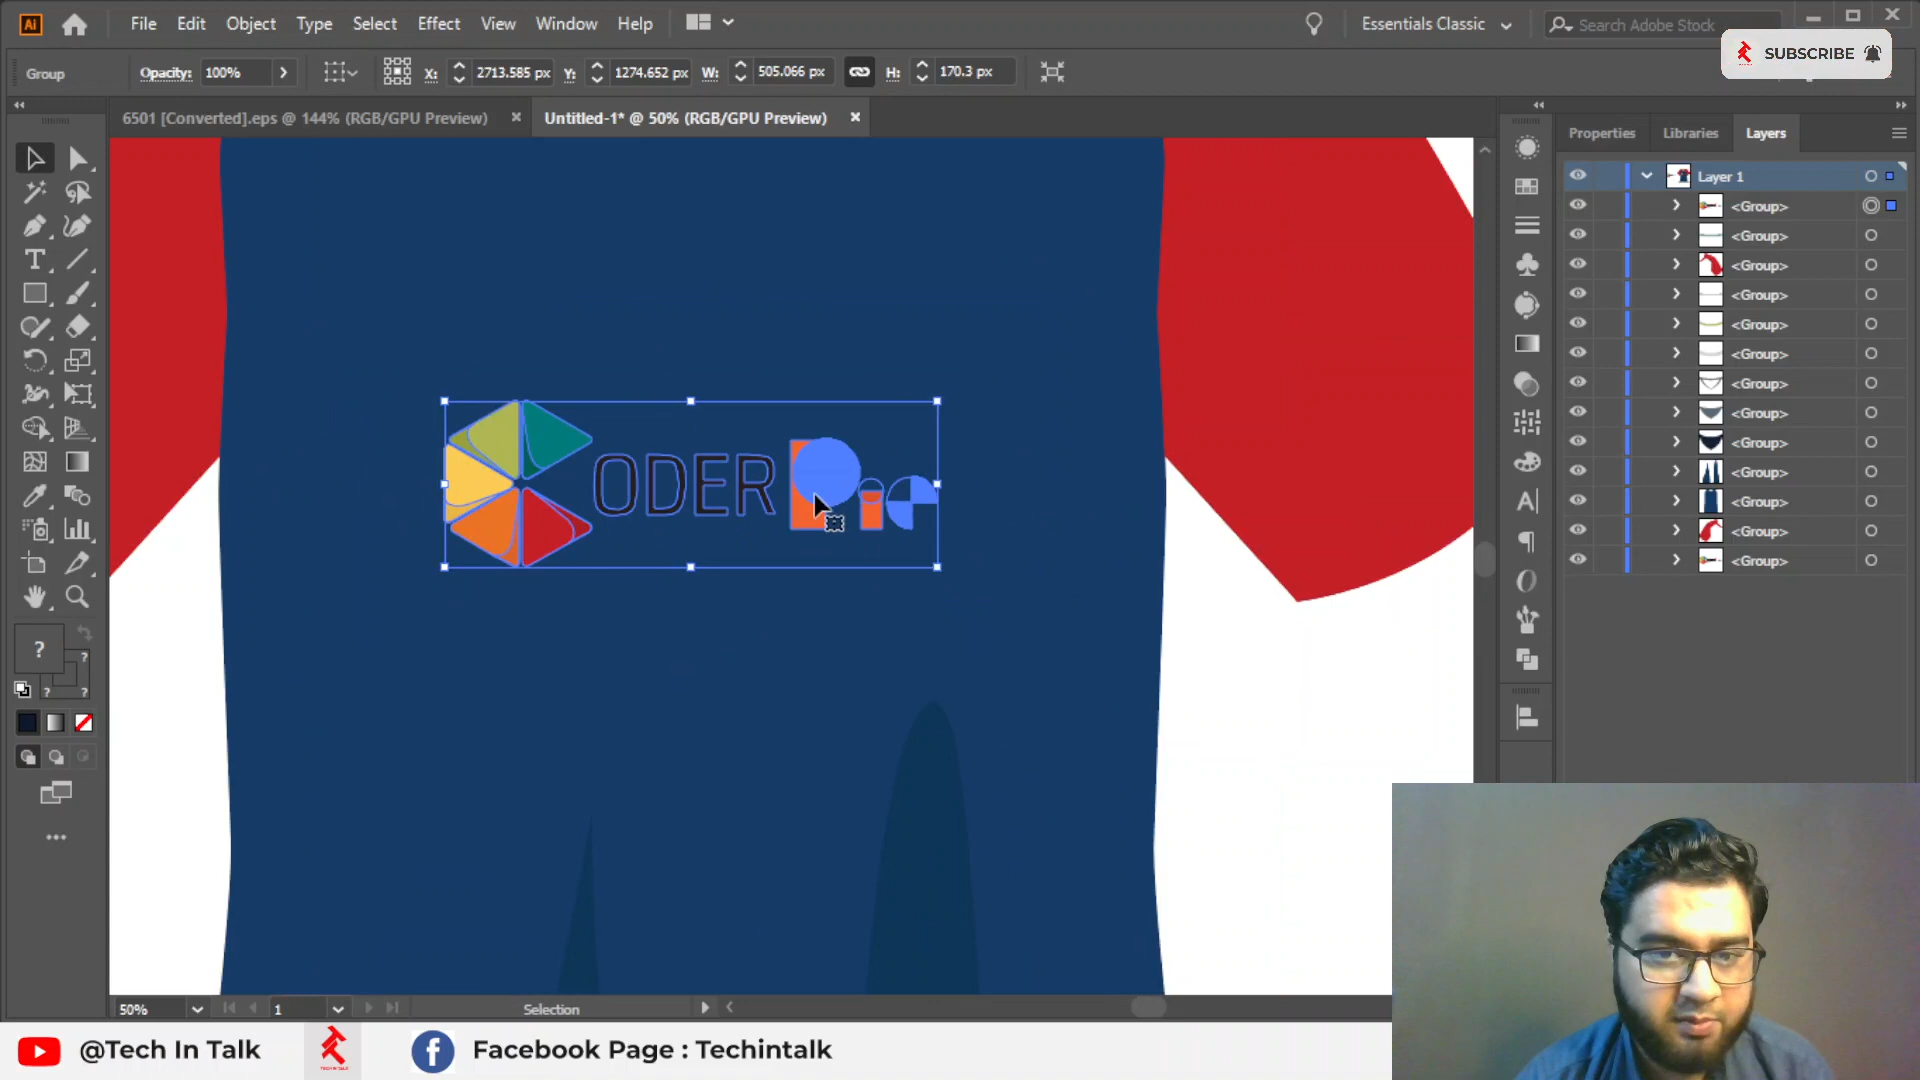 Ai File Edit Object Type Select Effect View Window Help Essentials Classic Search Adobe Stock
SUBSCRIBE
Group Opacity: 100% X: 2713.585 px Y: 1274.652 px W: 505.066 px H: 170.3 px
6501 [Converted].eps @ 144% (RGB/GPU Preview) × Untitled-1* @ 50% (RGB/GPU Preview) ×
Properties Libraries Layers
Layer 1
<Group>
<Group>
<Group>
<Group>
<Group>
<Group>
<Group>
<Group>
<Group>
<Group>
<Group>
<Group>
<Group>
ODER
50% 1 Selection
@Tech In Talk
TECH IN TALK
Facebook Page : Techintalk